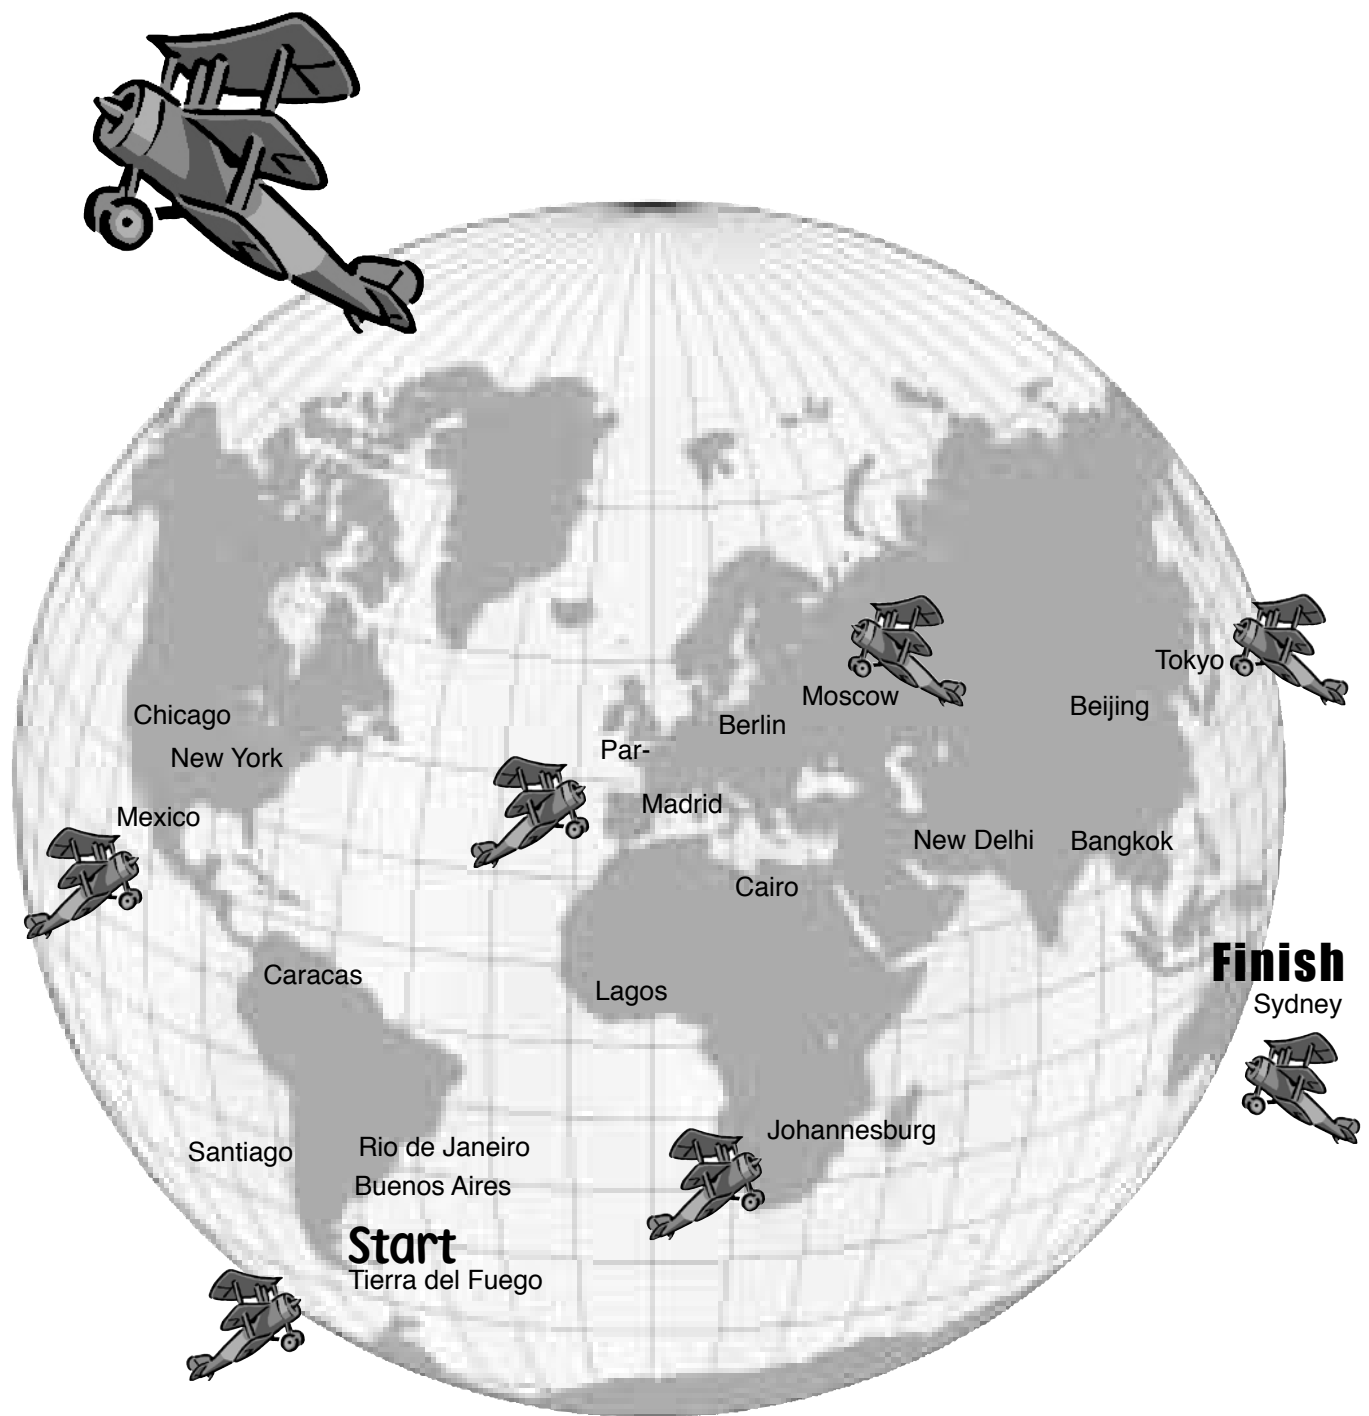 Tokyo
Moscow
Beijing
Chicago
Berlin
Par-
New York
Madrid
Mexico
New Delhi
Bangkok
Cairo
Finish
Sydney
Caracas
Lagos
Johannesburg
Rio de Janeiro
Santiago
Buenos Aires
Start
Tierra del Fuego